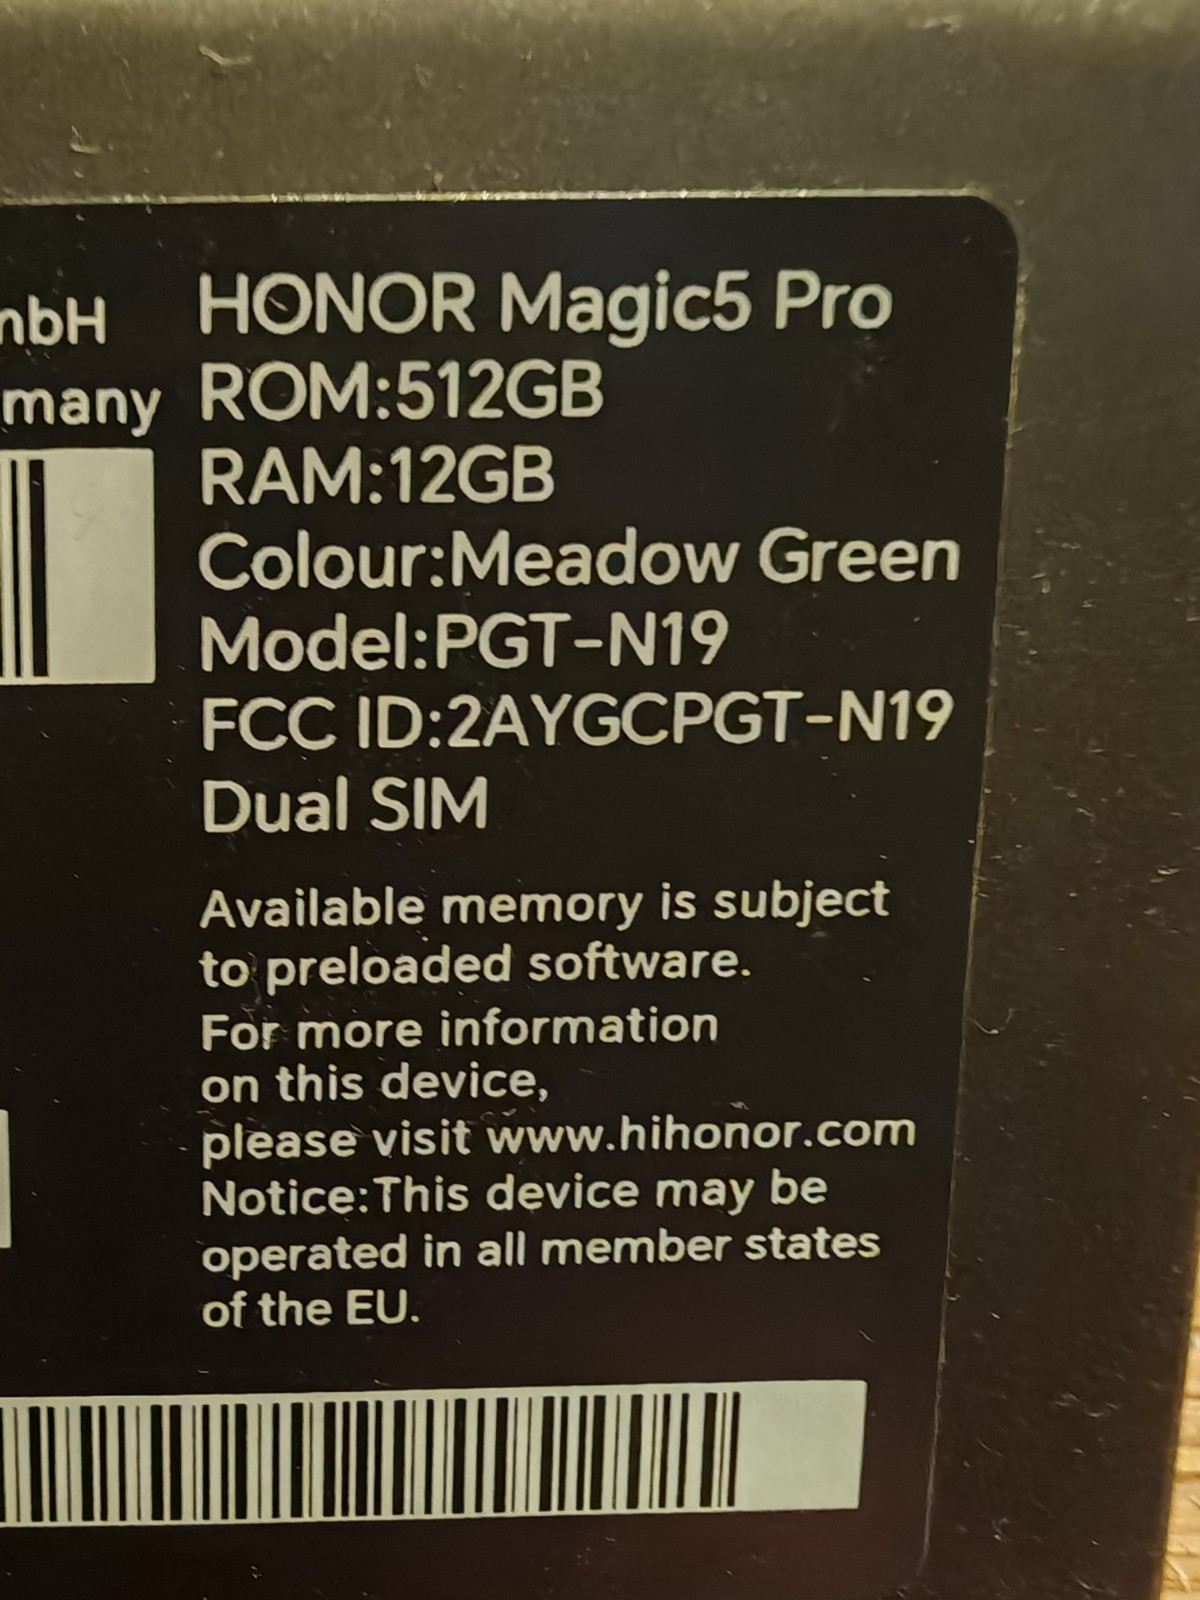 mbH
many
HONOR Magic5 Pro
ROM:512GB
RAM:12GB
Colour:Meadow Green
Model:PGT-N19
FCC ID:2AYGCPGT-N19
Dual SIM
Available memory is subject
to preloaded software.
For more information
on this device,
please visit www.hihonor.com
Notice:This device may be
operated in all member states
of the EU.